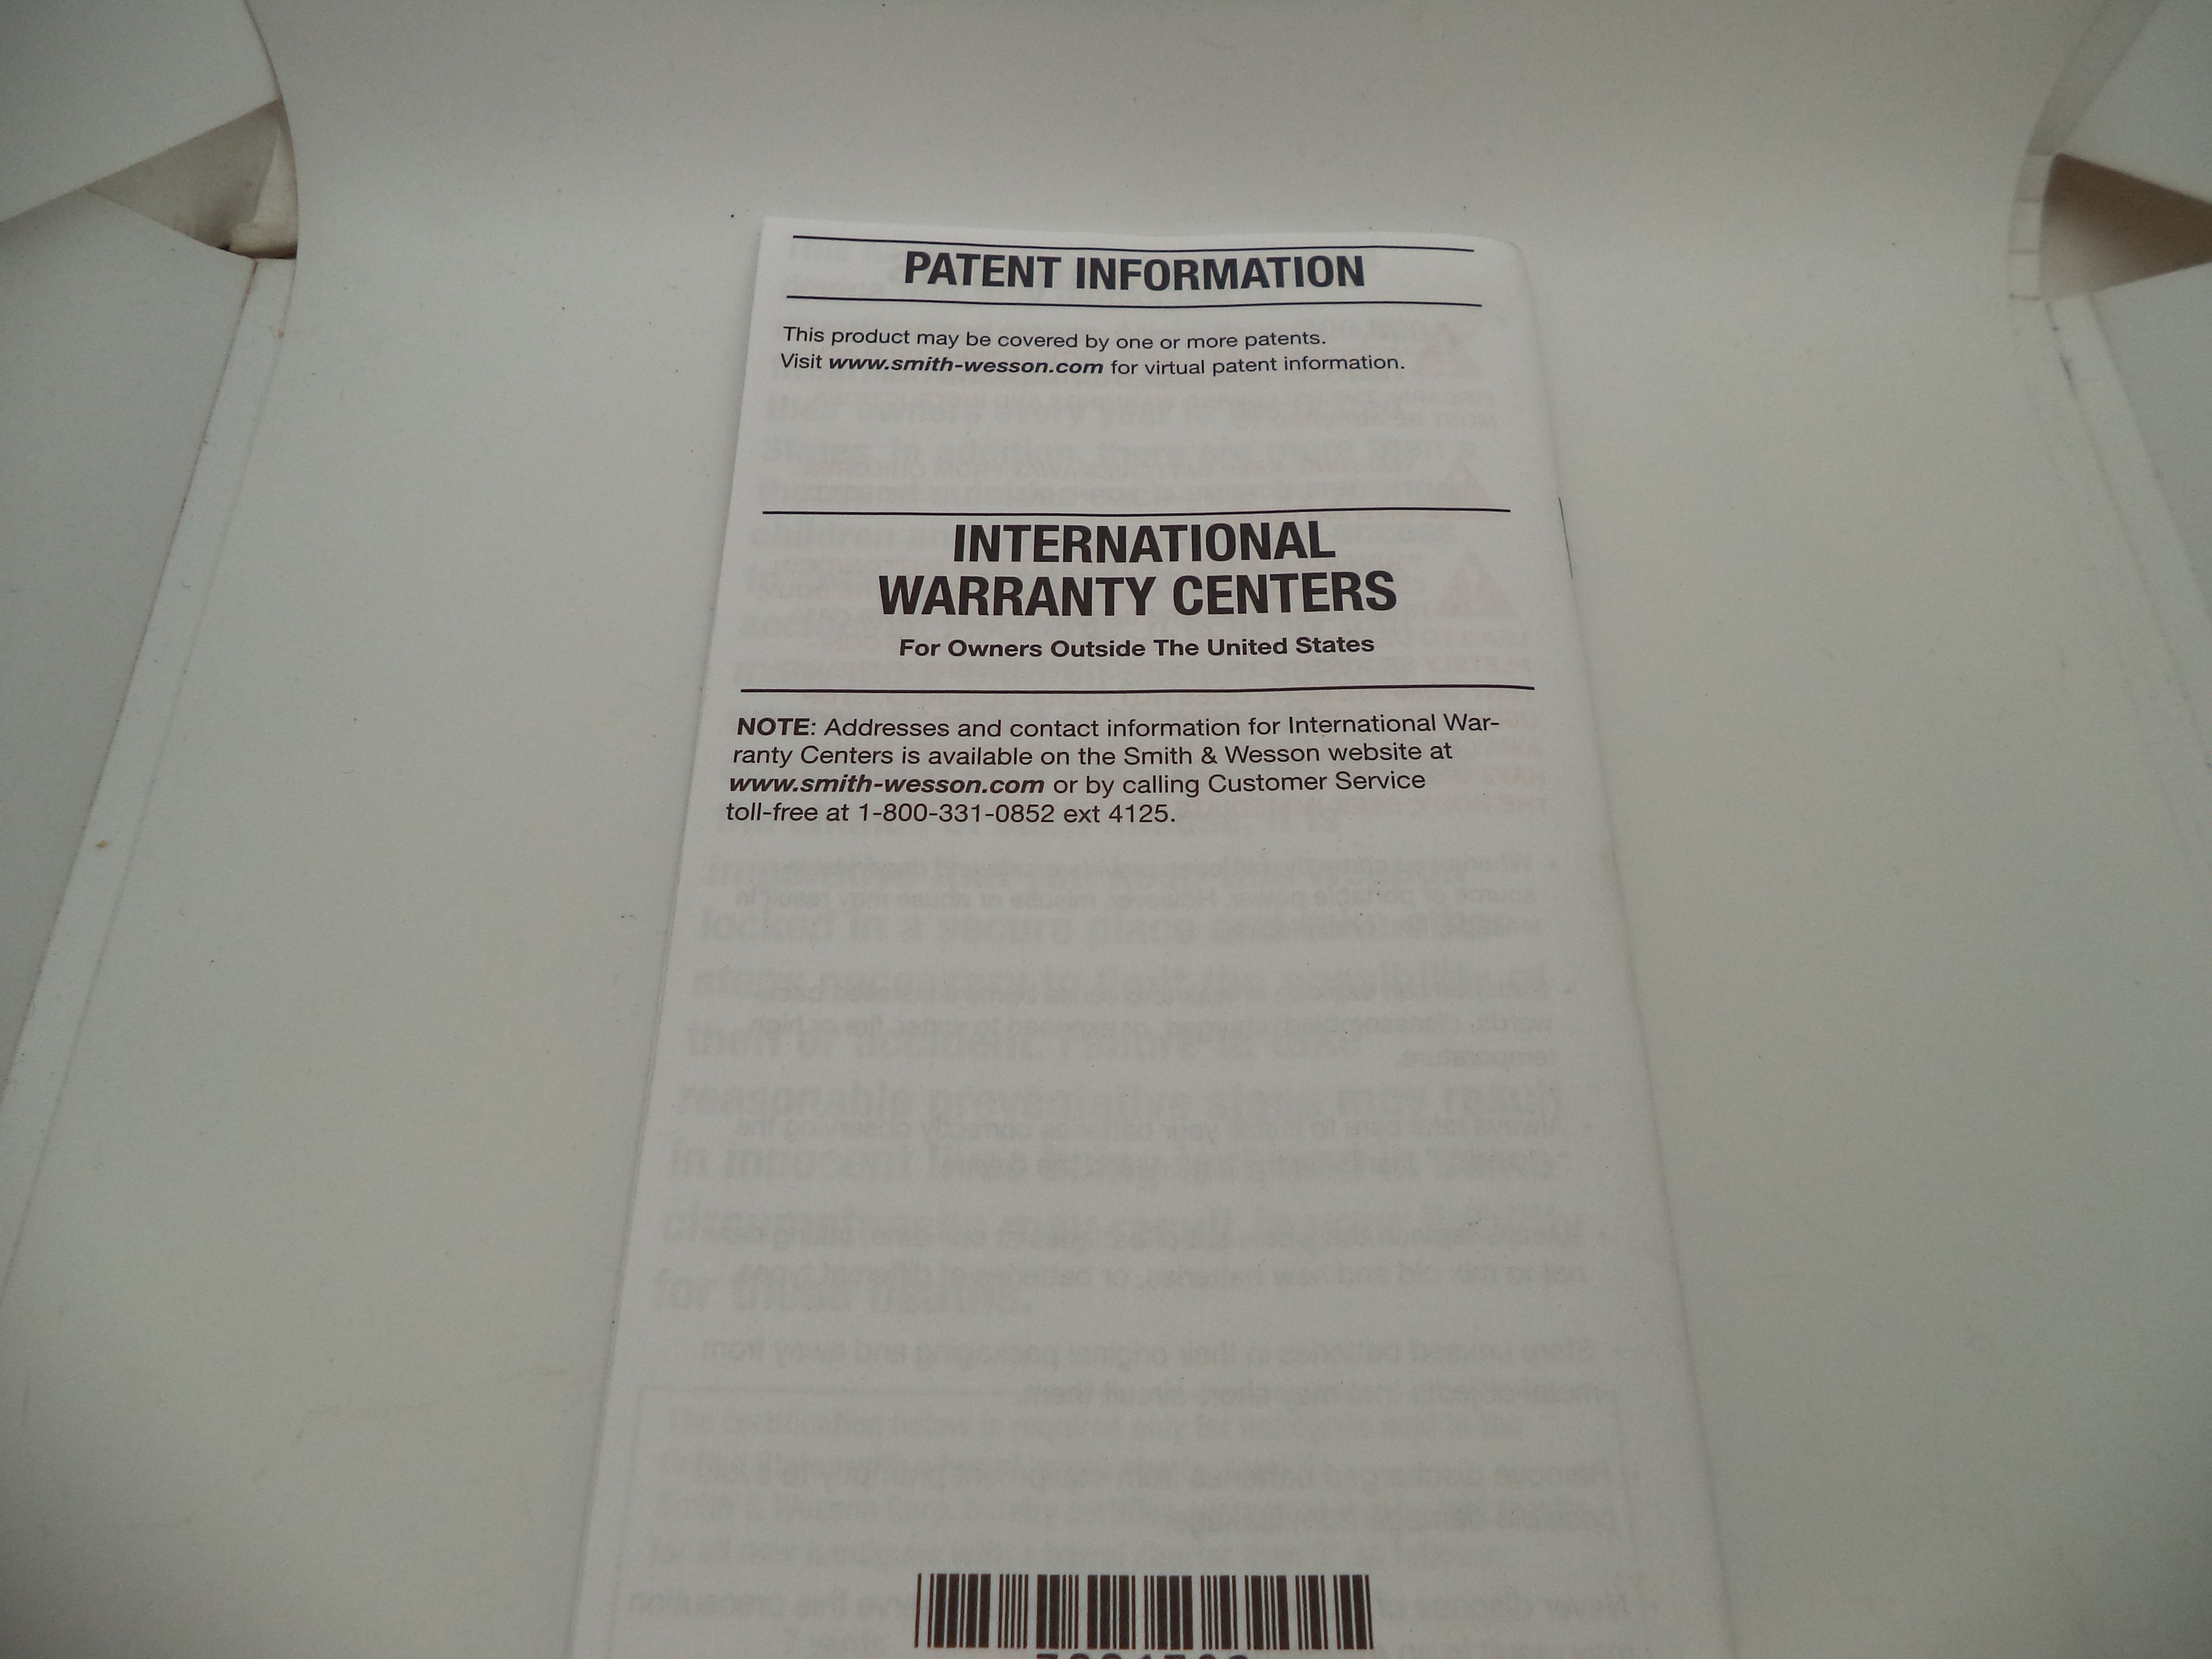 PATENT INFORMATION
This product may be covered by one or more patents.
Visit www.smith-wesson.com for virtual patent information.
INTERNATIONAL
WARRANTY CENTERS
For Owners Outside The United States
NOTE: Addresses and contact information for International War-
ranty Centers is available on the Smith & Wesson website at
www.smith-wesson.com or by calling Customer Service
toll-free at 1-800-331-0852 ext 4125.